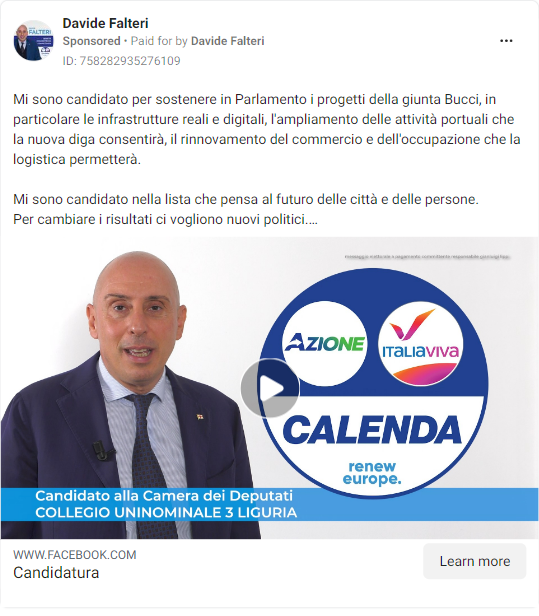 Davide Falteri
Sponsored • Paid for by Davide Falteri
ID: 758282935276109
Mi sono candidato per sostenere in Parlamento i progetti della giunta Bucci, in
particolare le infrastrutture reali e digitali, l'ampliamento delle attività portuali che
la nuova diga consentirà, il rinnovamento del commercio e dell'occupazione che la
logistica permetterà.
Mi sono candidato nella lista che pensa al futuro delle città e delle persone.
Per cambiare i risultati ci vogliono nuovi politici....
AZIONE
ITALIAVIVA
CALENDA
renew
europe.
Candidato alla Camera dei Deputati
COLLEGIO UNINOMINALE 3 LIGURIA
WWW.FACEBOOK.COM
Candidatura
Learn more